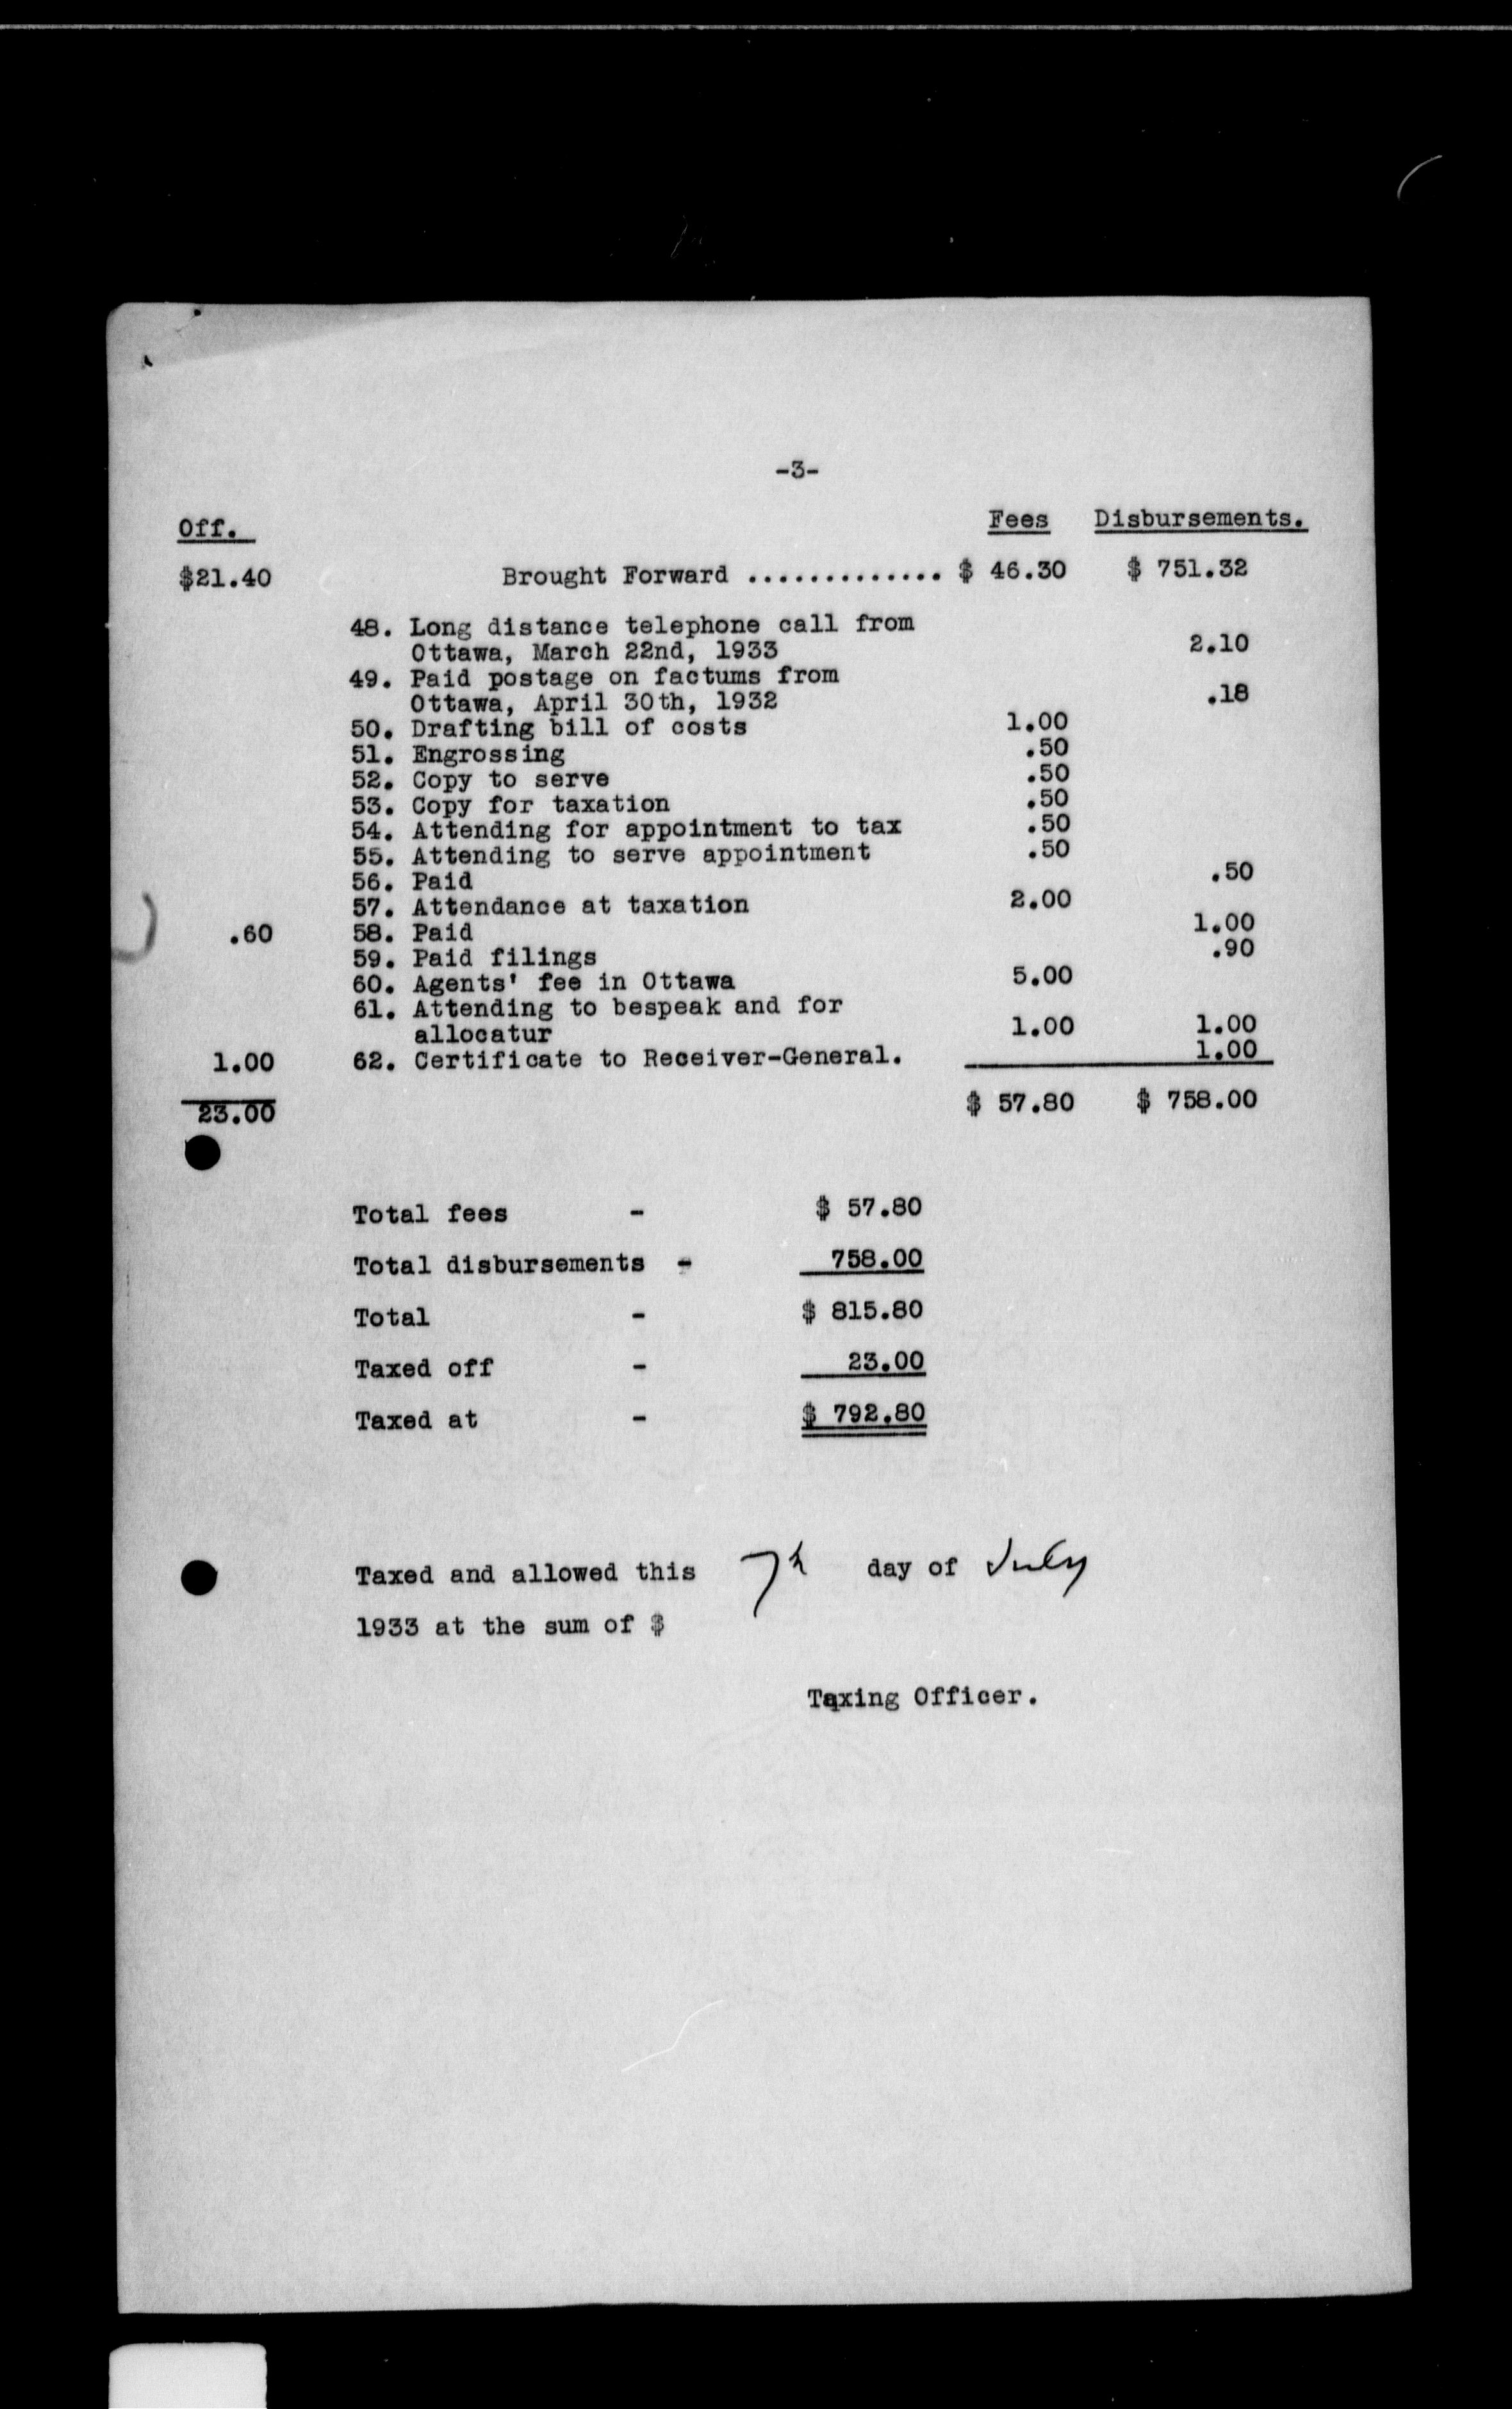 -3-
Off. Fees Disbursements.
$21.40 Brought Forward ............. $ 46.30 $ 751.32
48. Long distance telephone call from
Ottawa, March 22nd, 1933 2.10
49. Paid postage on factums from
Ottawa, April 30th, 1932 .18
50. Drafting bill of costs 1.00
51. Engrossing .50
52. Copy to serve .50
53. Copy for taxation .50
54. Attending for appointment to tax .50
55. Attending to serve appointment .50
56. Paid .50
57. Attendance at taxation 2.00
.60 58. Paid 1.00
59. Paid filings .90
60. Agents' fee in Ottawa 5.00
61. Attending to bespeak and for
allocatur 1.00 1.00
1.00 62. Certificate to Receiver-General. 1.00
23.00 $ 57.80 $ 758.00
Total fees - $ 57.80
Total disbursements - 758.00
Total - $ 815.80
Taxed off - 23.00
Taxed at - $ 792.80
Taxed and allowed this 7th day of July
1933 at the sum of $
Taxing Officer.